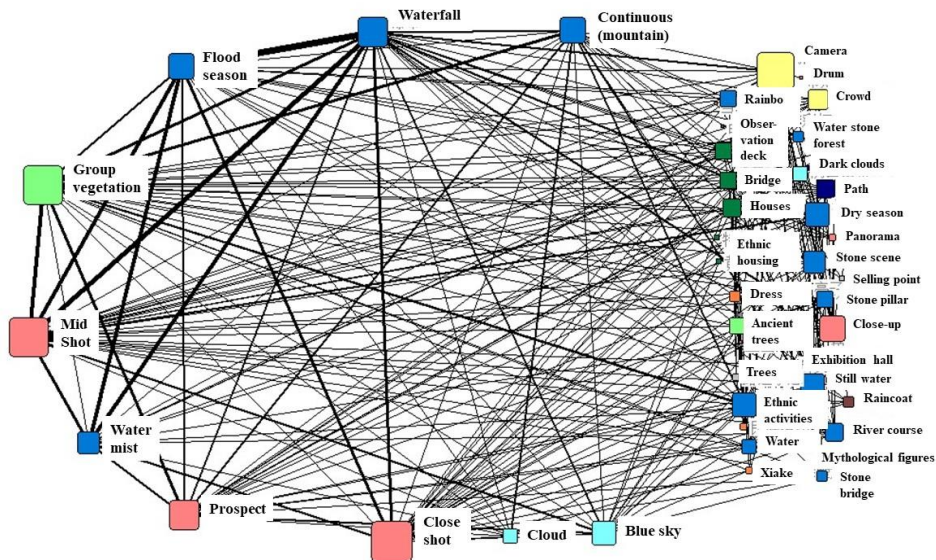 Waterfall
Continuous
(mountain)
Flood
season
Group
vegetation
Mid
Shot
Water
mist
Prospect
Close
shot
Cloud
Blue sky
Camera
Drum
Rainbo
Crowd
Obser-
vation
deck
Water stone
forest
Dark clouds
Bridge
Path
Houses
Dry season
Panorama
Ethnic
housing
Stone scene
Selling point
Dress
Stone pillar
Ancient
trees
Close-up
Exhibition hall
Trees
Still water
Ethnic
activities
Raincoat
River course
Water
Mythological figures
Xiake
Stone
bridge